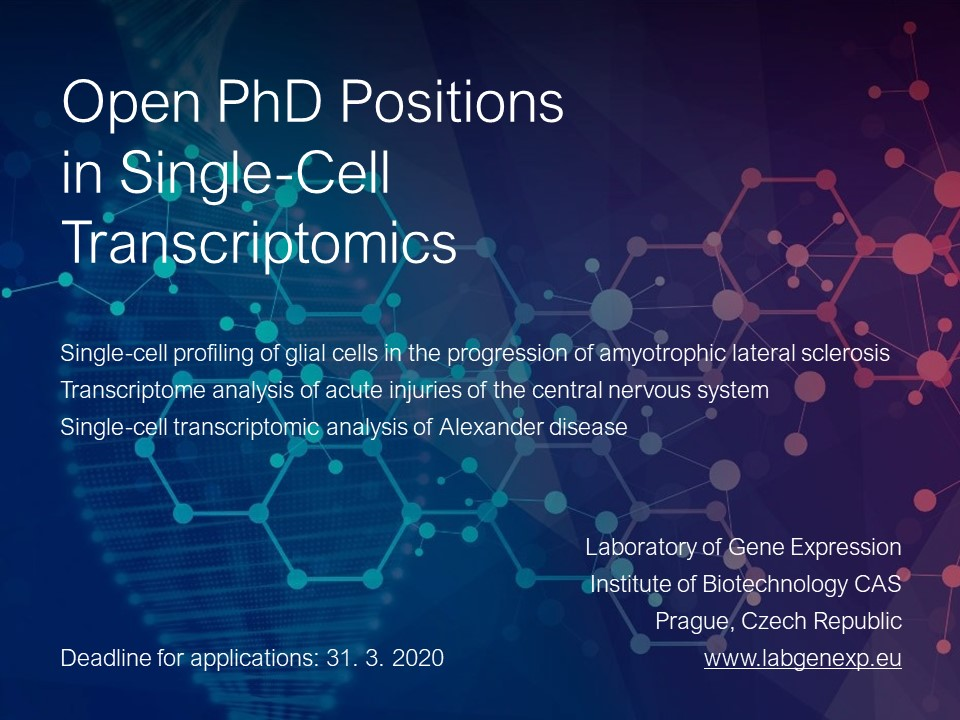 Open PhD Positions
in Single-Cell
Transcriptomics
Single-cell profiling of glial cells in the progression of amyotrophic lateral sclerosis
Transcriptome analysis of acute injuries of the central nervous system
Single-cell transcriptomic analysis of Alexander disease
Laboratory of Gene Expression
Institute of Biotechnology CAS
Prague, Czech Republic
Deadline for applications: 31. 3. 2020
www.labgenexp.eu